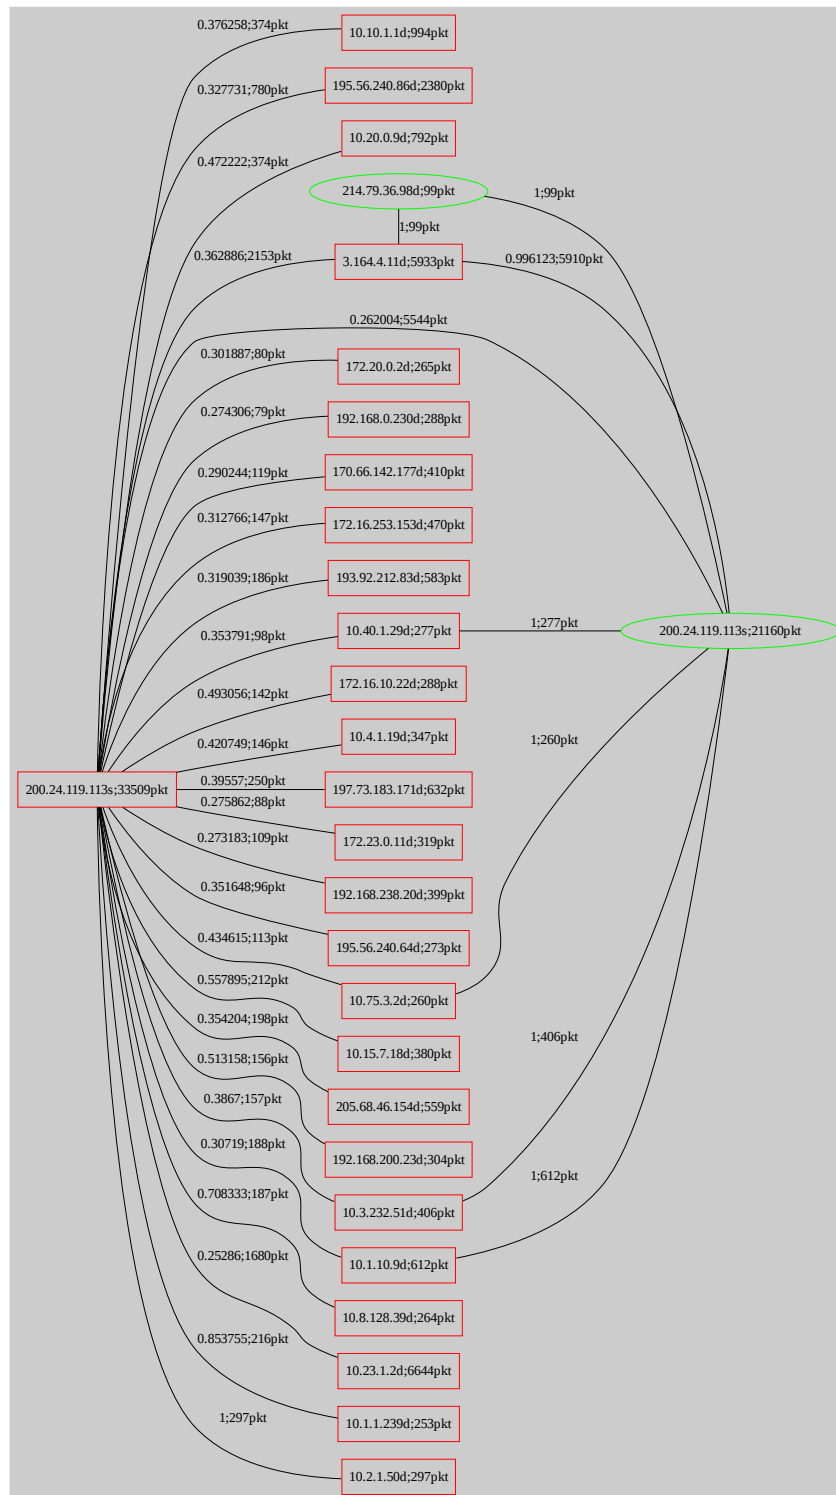 0.376258;374pkt
10.10.1.1d;994pkt
0.327731;780pkt
195.56.240.86d;2380pkt
10.20.0.9d;792pkt
0.472222;374pkt
214.79.36.98d;99pkt
1;99pkt
1;99pkt
0.362886;2153pkt
3.164.4.11d;5933pkt
0.996123;5910pkt
0.262004;5544pkt
0.301887;80pkt
172.20.0.2d;265pkt
0.274306;79pkt
192.168.0.230d;288pkt
0.290244;119pkt
170.66.142.177d;410pkt
0.312766;147pkt
172.16.253.153d;470pkt
0.319039;186pkt
193.92.212.83d;583pkt
0.353791;98pkt
10.40.1.29d;277pkt
1;277pkt
200.24.119.113s;21160pkt
0.493056;142pkt
172.16.10.22d;288pkt
0.420749;146pkt
10.4.1.19d;347pkt
1;260pkt
200.24.119.113s;33509pkt
0.39557;250pkt
197.73.183.171d;632pkt
0.275862;88pkt
172.23.0.11d;319pkt
0.273183;109pkt
192.168.238.20d;399pkt
0.351648;96pkt
195.56.240.64d;273pkt
0.434615;113pkt
10.75.3.2d;260pkt
0.557895;212pkt
10.15.7.18d;380pkt
0.354204;198pkt
1;406pkt
0.513158;156pkt
205.68.46.154d;559pkt
0.3867;157pkt
192.168.200.23d;304pkt
0.30719;188pkt
1;612pkt
10.3.232.51d;406pkt
0.708333;187pkt
10.1.10.9d;612pkt
0.25286;1680pkt
10.8.128.39d;264pkt
0.853755;216pkt
10.23.1.2d;6644pkt
1;297pkt
10.1.1.239d;253pkt
10.2.1.50d;297pkt